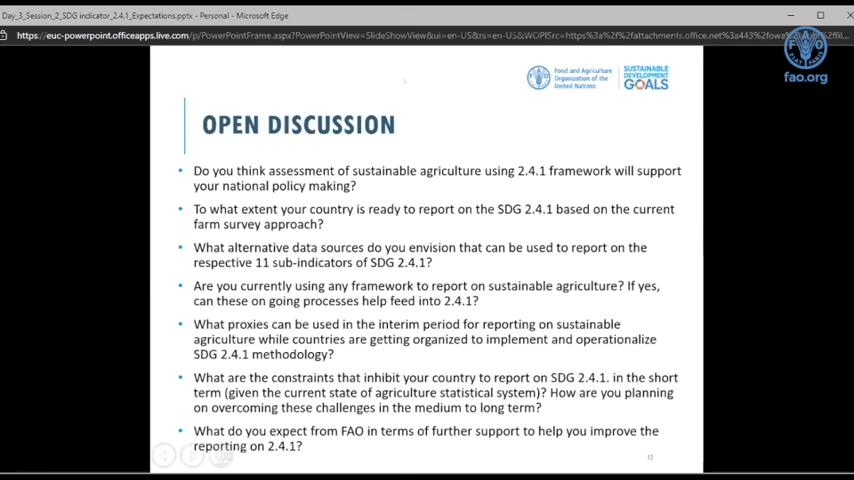 Day_3_Session_2_SDG indicator_2.4.1_Expectations.pptx - Personal - Microsoft Edge
https://euc-powerpoint.officeapps.live.com/p/PowerPointFrame.aspx?PowerPointView=SlideShowView&ui=en-US&rs=en-US&WOPISrc=https%3a%2f%2fattachments.office.net%3a443%2fowa
fao.org
Food and Agriculture
Organization of the
United Nations
SUSTAINABLE
DEVELOPMENT
GOALS
OPEN DISCUSSION
• Do you think assessment of sustainable agriculture using 2.4.1 framework will support
your national policy making?
• To what extent your country is ready to report on the SDG 2.4.1 based on the current
farm survey approach?
• What alternative data sources do you envision that can be used to report on the
respective 11 sub-indicators of SDG 2.4.1?
• Are you currently using any framework to report on sustainable agriculture? If yes,
can these on going processes help feed into 2.4.1?
• What proxies can be used in the interim period for reporting on sustainable
agriculture while countries are getting organized to implement and operationalize
SDG 2.4.1 methodology?
• What are the constraints that inhibit your country to report on SDG 2.4.1. in the short
term (given the current state of agriculture statistical system)? How are you planning
on overcoming these challenges in the medium to long term?
• What do you expect from FAO in terms of further support to help you improve the
reporting on 2.4.1?